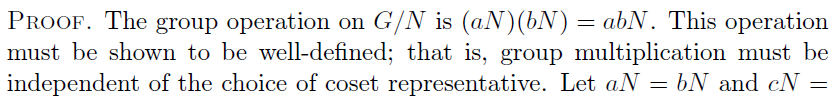 PROOF. The group operation on G/N is (aN)(bN) = abN. This operation
must be shown to be well-defined; that is, group multiplication must be
independent of the choice of coset representative. Let aN = bN and cN =